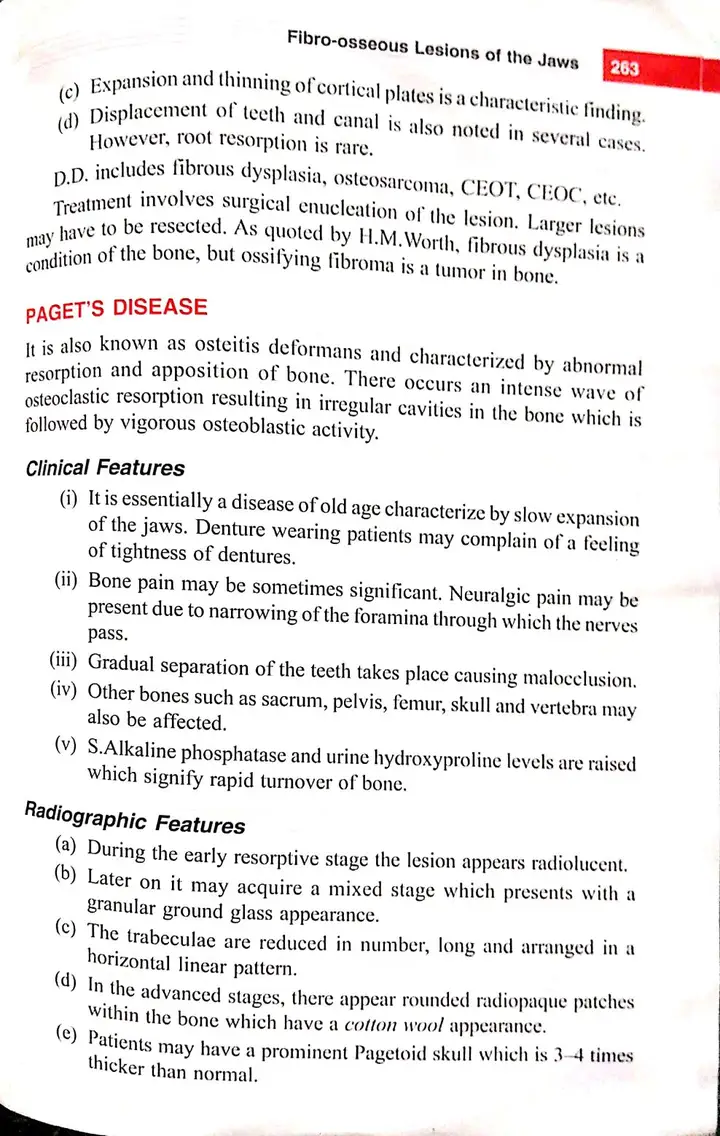 Fibro-osseous Lesions of the Jaws 263
(c) Expansion and thinning of cortical plates is a characteristic finding.
(d) Displacement of teeth and canal is also noted in several cases.
However, root resorption is rare.
D.D. includes fibrous dysplasia, osteosarcoma, CEOT, CEOC, etc.
Treatment involves surgical enucleation of the lesion. Larger lesions
may have to be resected. As quoted by H.M.Worth, fibrous dysplasia is a
condition of the bone, but ossifying fibroma is a tumor in bone.
PAGET'S DISEASE
It is also known as osteitis deformans and characterized by abnormal
resorption and apposition of bone. There occurs an intense wave of
osteoclastic resorption resulting in irregular cavities in the bone which is
followed by vigorous osteoblastic activity.
Clinical Features
(i) It is essentially a disease of old age characterize by slow expansion
of the jaws. Denture wearing patients may complain of a feeling
of tightness of dentures.
(ii) Bone pain may be sometimes significant. Neuralgic pain may be
present due to narrowing of the foramina through which the nerves
pass.
(iii) Gradual separation of the teeth takes place causing malocclusion.
(iv) Other bones such as sacrum, pelvis, femur, skull and vertebra may
also be affected.
(v) S.Alkaline phosphatase and urine hydroxyproline levels are raised
which signify rapid turnover of bone.
Radiographic Features
(a) During the early resorptive stage the lesion appears radiolucent.
(b) Later on it may acquire a mixed stage which presents with a
granular ground glass appearance.
(c) The trabeculae are reduced in number, long and arranged in a
horizontal linear pattern.
(d) In the advanced stages, there appear rounded radiopaque patches
within the bone which have a cotton wool appearance.
(e) Patients may have a prominent Pagetoid skull which is 3–4 times
thicker than normal.